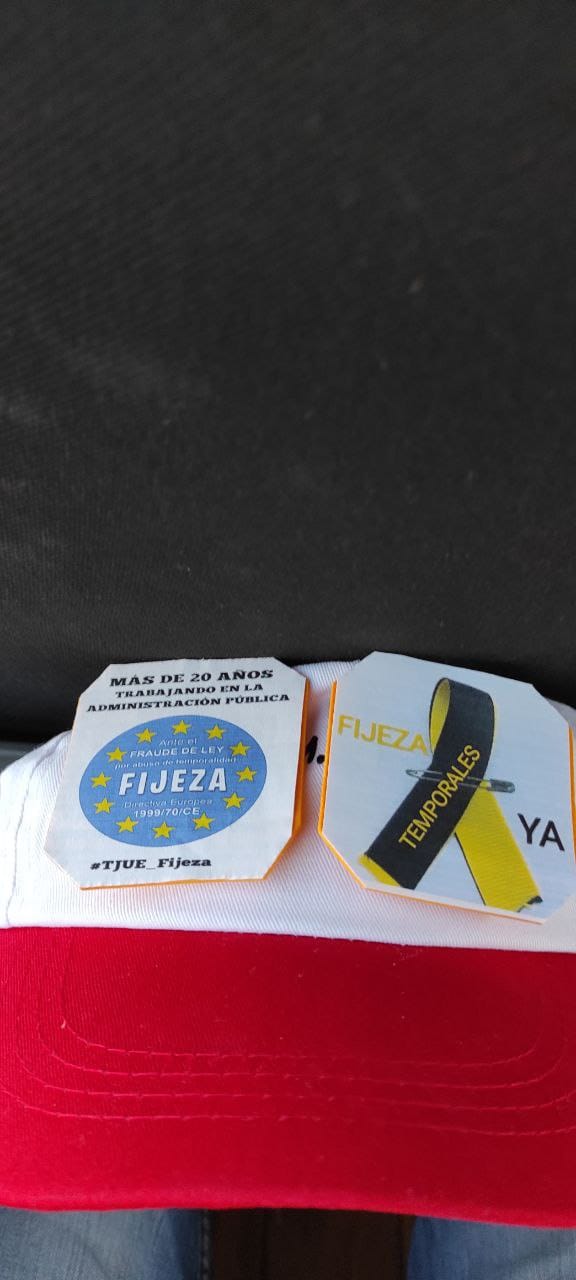 MÁS DE 20 AÑOS
TRABAJANDO EN LA
ADMINISTRACIÓN PÚBLICA
Ante el
FRAUDE DE LEY
por abuso de temporalidad
FIJEZA
Directiva Europea
1999/70/CE
#TJUE_Fijeza
FIJEZA
TEMPORALES
YA